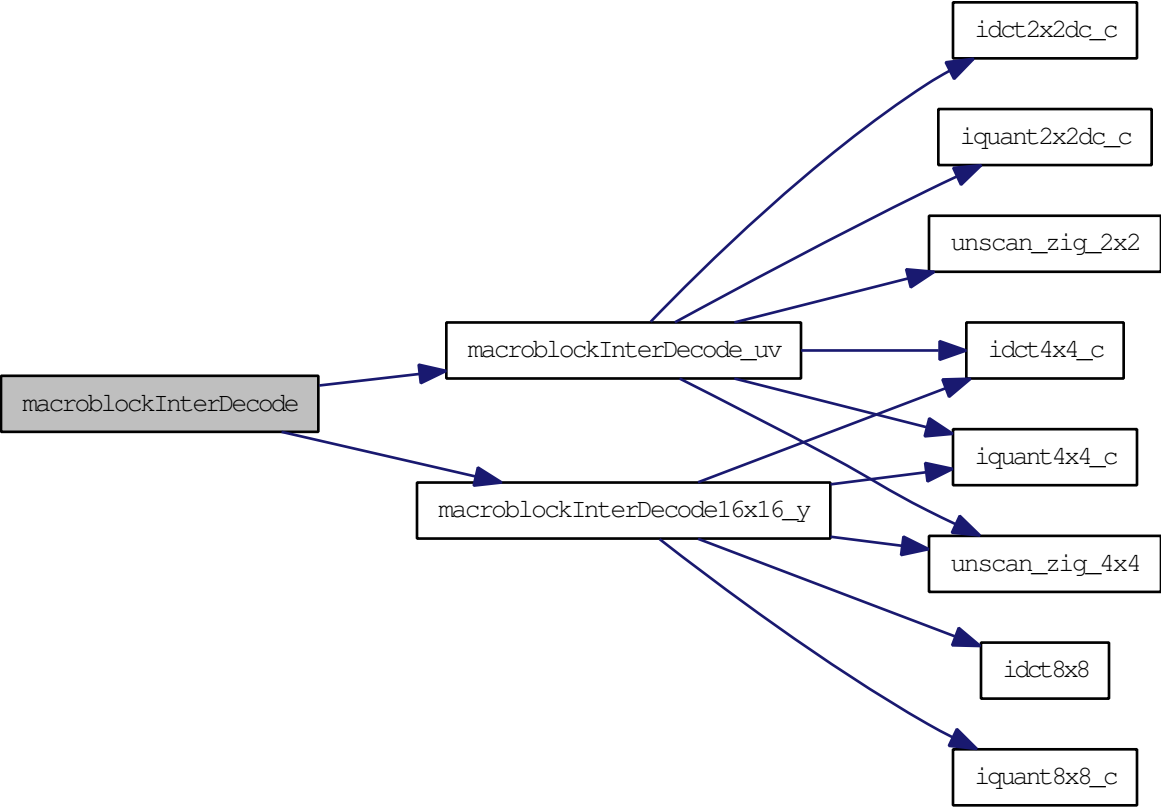 idct2x2dc_c
iquant2x2dc_c
unscan_zig_2x2
macroblockInterDecode_uv
idct4x4_c
macroblockInterDecode
iquant4x4_c
macroblockInterDecode16x16_y
unscan_zig_4x4
idct8x8
iquant8x8_c